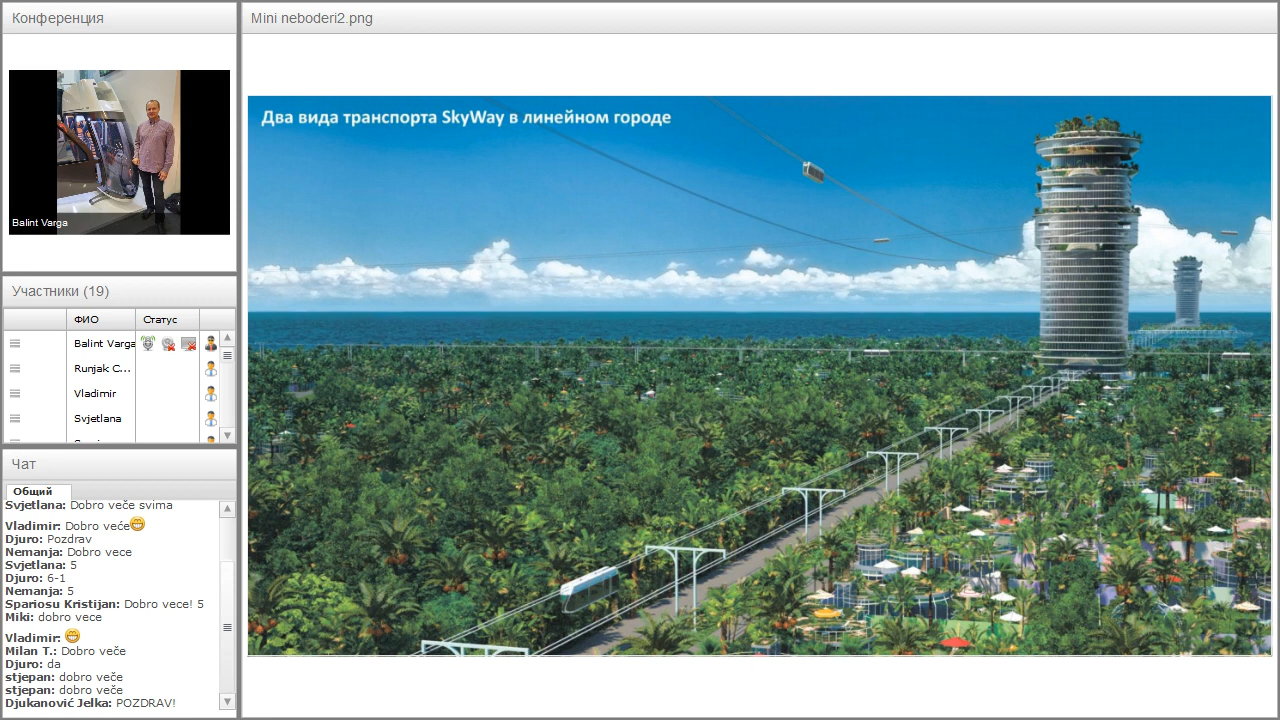 Конференция
Balint Varga
Участники (19)
ФИО Статус
Balint Varga
Runjak C...
Vladimir
Svjetlana
Чат
Общий
Svjetlana: Dobro veče svima
Vladimir: Dobro veće
Djuro: Pozdrav
Nemanja: Dobro vece
Svjetlana: 5
Djuro: 6-1
Nemanja: 5
Spariosu Kristijan: Dobro vece! 5
Miki: dobro vece
Vladimir:
Milan T.: Dobro veče
Djuro: da
stjepan: dobro veče
stjepan: dobro veče
Djukanović Jelka: POZDRAV!
Mini neboderi2.png
Два вида транспорта SkyWay в линейном городе